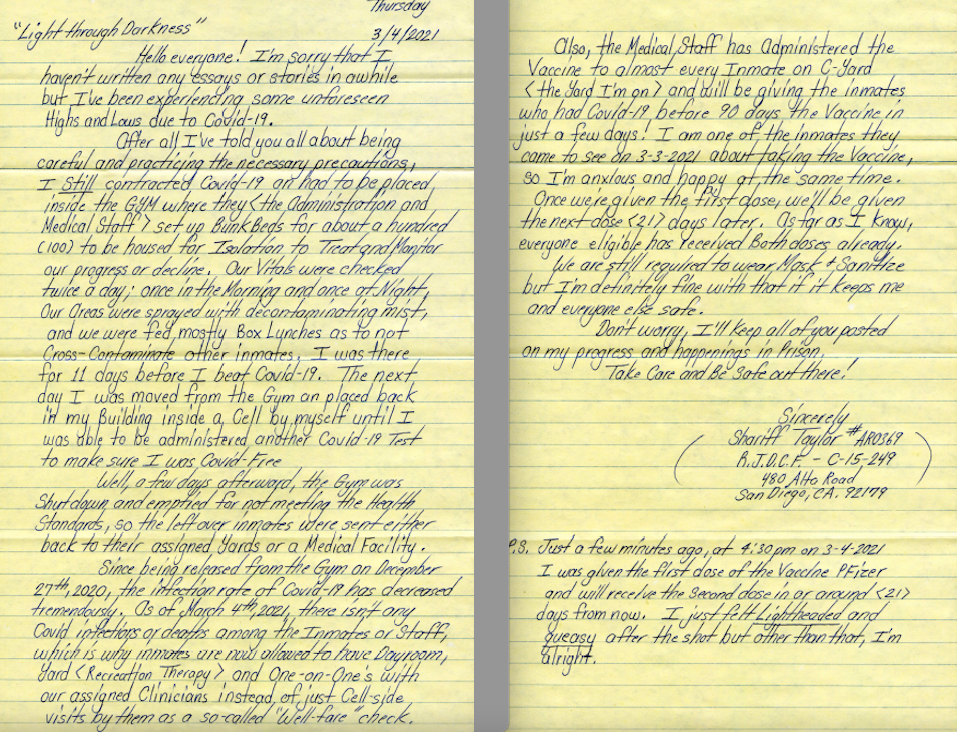 Thursday
"Light through Darkness"
3/4/2021
Hello everyone! I'm sorry that I
haven't written any essays or stories in awhile
but I've been experiencing some unforeseen
Highs and Lows due to Covid-19.
After all I've told you all about being
careful and practicing the necessary precautions,
I Still contracted Covid-19 an had to be placed
inside the GYM where they <the Administration and
Medical Staff> set up BunkBeds for about a hundred
(100) to be housed for Isolation to Treat and Monitor
our progress or decline. Our Vitals were checked
twice a day; once in the Morning and once at Night,
Our Areas were sprayed with decontaminating mist,
and we were fed mostly Box Lunches as to not
Cross-Contaminate other inmates. I was there
for 11 days before I beat Covid-19. The next
day I was moved from the Gym an placed back
in my Building inside a Cell by myself until I
was able to be administered another Covid-19 Test
to make sure I was Covid-Free
Well, a few days afterward, the Gym was
Shutdown and emptied for not meeting the Health
Standards, so the left over inmates were sent either
back to their assigned Yards or a Medical Facility.
Since being released from the Gym on December
27th, 2020, the infection rate of Covid-19 has decreased
tremendously. As of March 4th, 2021, there isn't any
Covid infections or deaths among the Inmates or Staff,
which is why inmates are now allowed to have Dayroom,
Yard <Recreation Therapy> and One-on-One's with
our assigned Clinicians instead of just Cell-side
visits by them as a so-called "Well-fare" check.
Also, the Medical Staff has Administered the
Vaccine to almost every Inmate on C-Yard
<the Yard I'm on> and will be giving the inmates
who had Covid-19 before 90 days the Vaccine in
just a few days! I am one of the inmates they
came to see on 3-3-2021 about taking the Vaccine,
so I'm anxious and happy at the same time.
Once we're given the first dose, we'll be given
the next dose <21> days later. As far as I know,
everyone eligible has received Both doses already.
We are still required to wear Mask + Sanitize
but I'm definitely fine with that if it keeps me
and everyone else safe.
Don't worry, I'll keep all of you posted
on my progress and happenings in Prison.
Take Care and Be Safe out there!
Sincerely
Shariff Taylor #AR0369
R.J.D.C.F. - C-15-249
480 Alto Road
San Diego, CA. 92179
P.S. Just a few minutes ago, at 4:30pm on 3-4-2021
I was given the first dose of the Vaccine PFizer
and will receive the Second dose in or around <21>
days from now. I just felt Lightheaded and
queasy after the shot but other than that, I'm
alright.